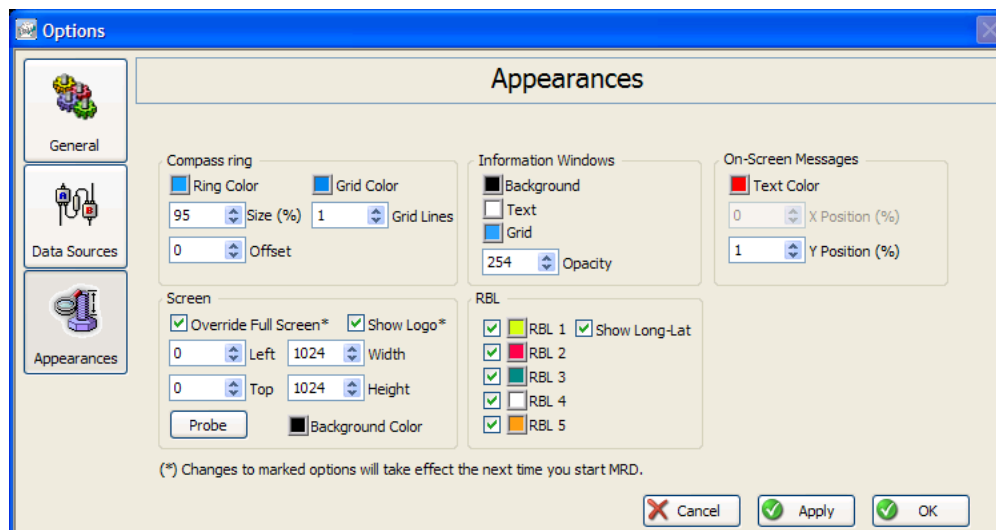 Options
Appearances
General
Data Sources
Appearances
Compass ring
Ring Color Grid Color
95 Size (%) 1 Grid Lines
0 Offset
Information Windows
Background
Text
Grid
254 Opacity
On-Screen Messages
Text Color
0 X Position (%)
1 Y Position (%)
Screen
Override Full Screen* Show Logo*
0 Left 1024 Width
0 Top 1024 Height
Probe Background Color
RBL
RBL 1 Show Long-Lat
RBL 2
RBL 3
RBL 4
RBL 5
(*) Changes to marked options will take effect the next time you start MRD.
Cancel Apply OK